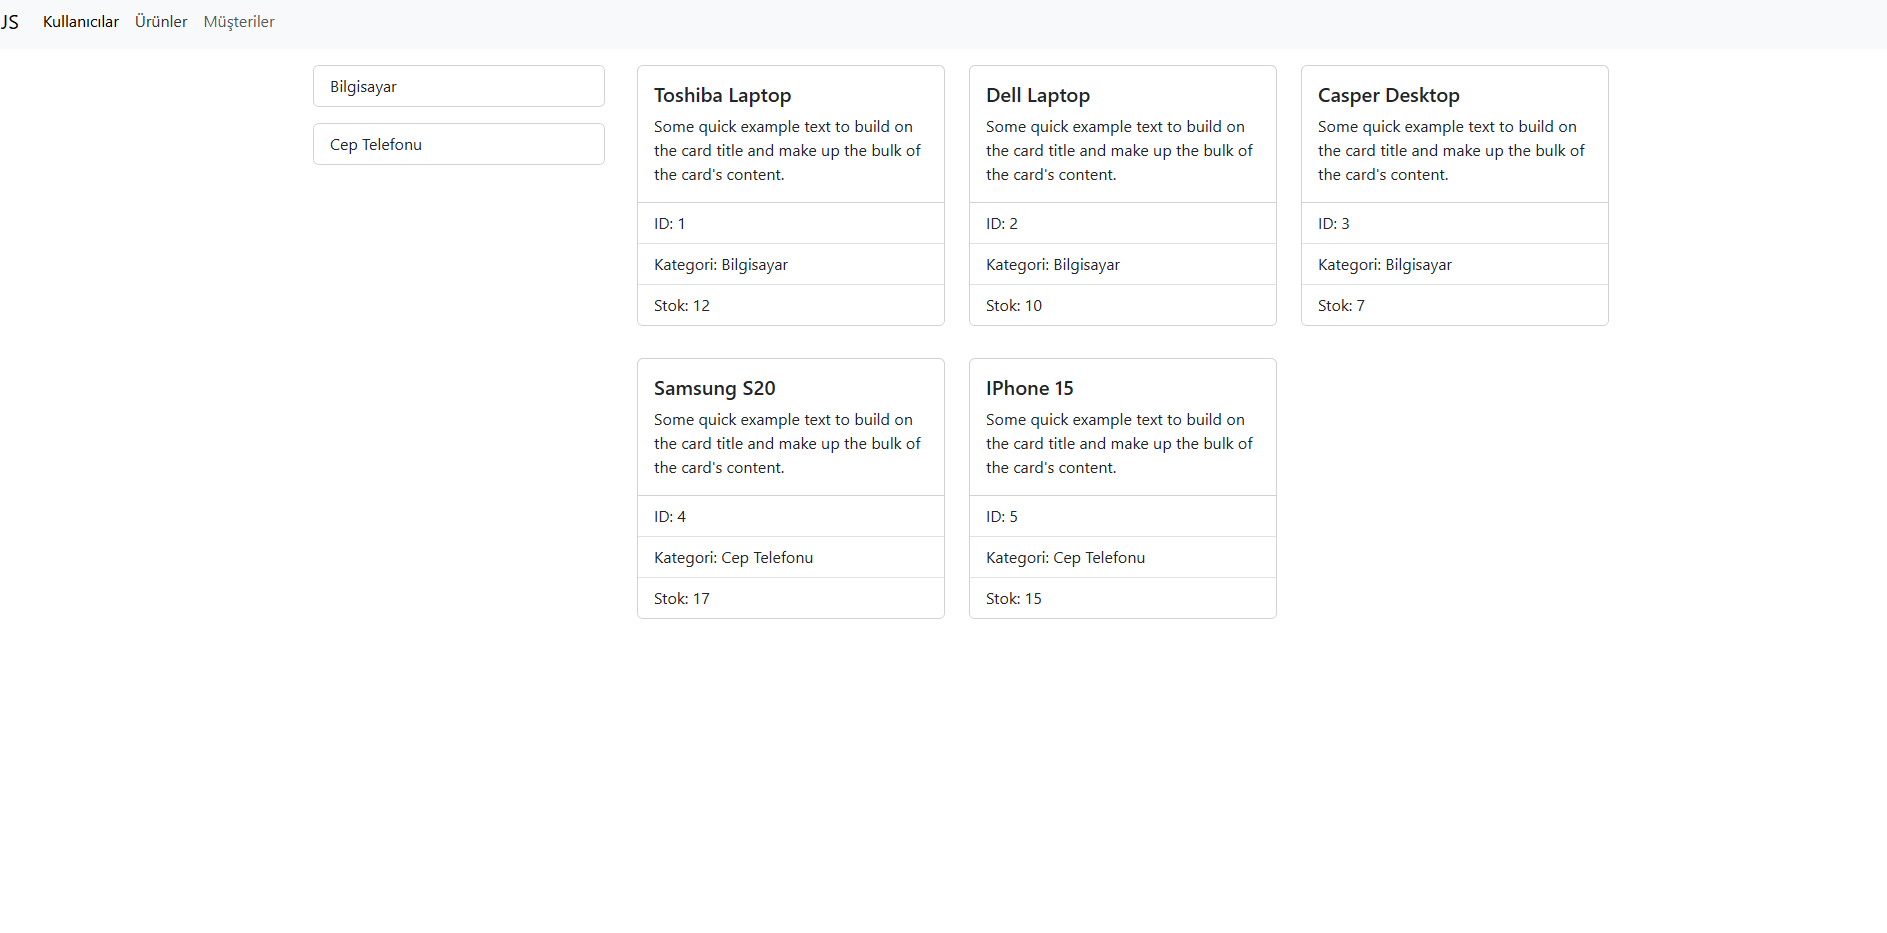 JS Kullanıcılar Ürünler Müşteriler
Bilgisayar
Cep Telefonu
Toshiba Laptop
Some quick example text to build on
the card title and make up the bulk of
the card's content.
ID: 1
Kategori: Bilgisayar
Stok: 12
Dell Laptop
Some quick example text to build on
the card title and make up the bulk of
the card's content.
ID: 2
Kategori: Bilgisayar
Stok: 10
Casper Desktop
Some quick example text to build on
the card title and make up the bulk of
the card's content.
ID: 3
Kategori: Bilgisayar
Stok: 7
Samsung S20
Some quick example text to build on
the card title and make up the bulk of
the card's content.
ID: 4
Kategori: Cep Telefonu
Stok: 17
IPhone 15
Some quick example text to build on
the card title and make up the bulk of
the card's content.
ID: 5
Kategori: Cep Telefonu
Stok: 15